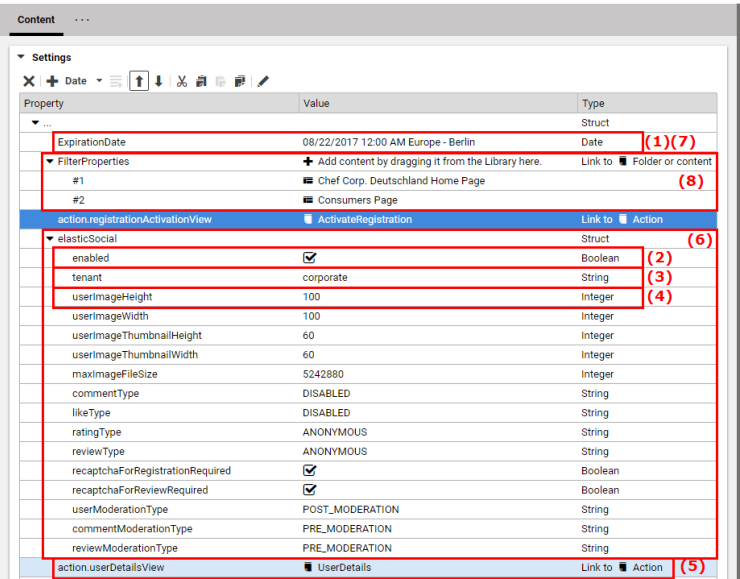 Content ...
Settings
Date
Property Value Type
... Struct
ExpirationDate 08/22/2017 12:00 AM Europe - Berlin Date (1)(7)
FilterProperties Add content by dragging it from the Library here. Link to Folder or content
#1 Chef Corp. Deutschland Home Page (8)
#2 Consumers Page
action.registrationActivationView ActivateRegistration Link to Action
elasticSocial Struct (6)
enabled Boolean (2)
tenant corporate String (3)
userImageHeight 100 Integer (4)
userImageWidth 100 Integer
userImageThumbnailHeight 60 Integer
userImageThumbnailWidth 60 Integer
maxImageFileSize 5242880 Integer
commentType DISABLED String
likeType DISABLED String
ratingType ANONYMOUS String
reviewType ANONYMOUS String
recaptchaForRegistrationRequired Boolean
recaptchaForReviewRequired Boolean
userModerationType POST_MODERATION String
commentModerationType PRE_MODERATION String
reviewModerationType PRE_MODERATION String
action.userDetailsView UserDetails Link to Action (5)